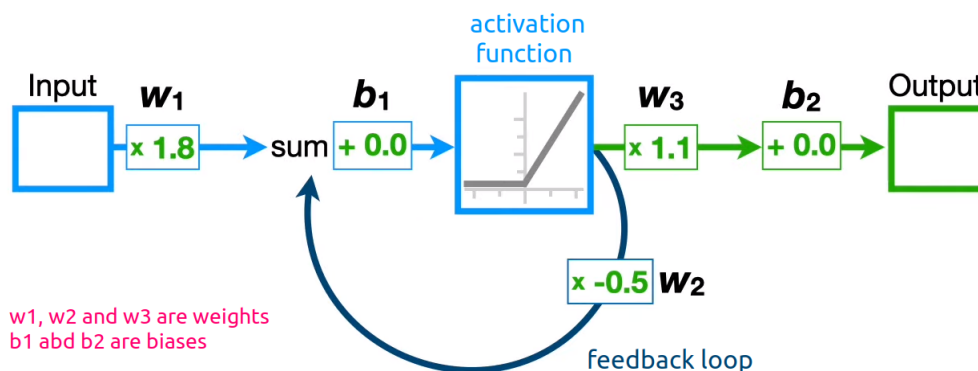 activation
function
Input
w1
b1
w3
b2
Output
x 1.8
sum
+ 0.0
x 1.1
+ 0.0
x -0.5
w2
w1, w2 and w3 are weights
b1 abd b2 are biases
feedback loop